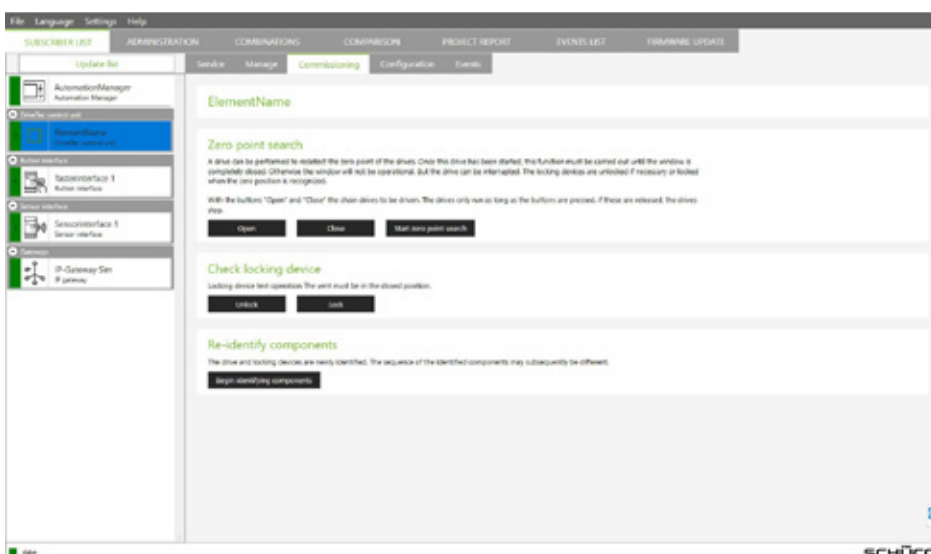 File Language Settings Help
SUBSCRIBER LIST ADMINISTRATION COMBINATIONS COMPARISON PROJECT REPORT EVENTS LIST FIRMWARE UPDATE
Update list
Service Manage Commissioning Configuration Events
AutomationManager
Automation Manager
ElementName
Button interface
Tasterinterface 1
Button interface
Sensor interface
Sensorinterface 1
Sensor interface
Gateways
IP-Gateway Sim
IP gateway
ElementName
Zero point search
A drive can be performed to establish the zero point of the drives. Once this drive has been started, this function must be carried out until the window is
completely closed. Otherwise the window will not be operational. But the drive can be interrupted. The locking devices are unlocked if necessary or locked
when the zero position is recognized.
With the buttons "Open" and "Close" the chain drives to be driven. The drives only run as long as the buttons are pressed. If these are released, the drives
stop.
Open Close Start zero point search
Check locking device
Locking device test operation The vent must be in the closed position.
Unlock Lock
Re-identify components
The drive and locking devices are newly identified. The sequence of the identified components may subsequently be different.
Begin identifying components
SCHÜCO